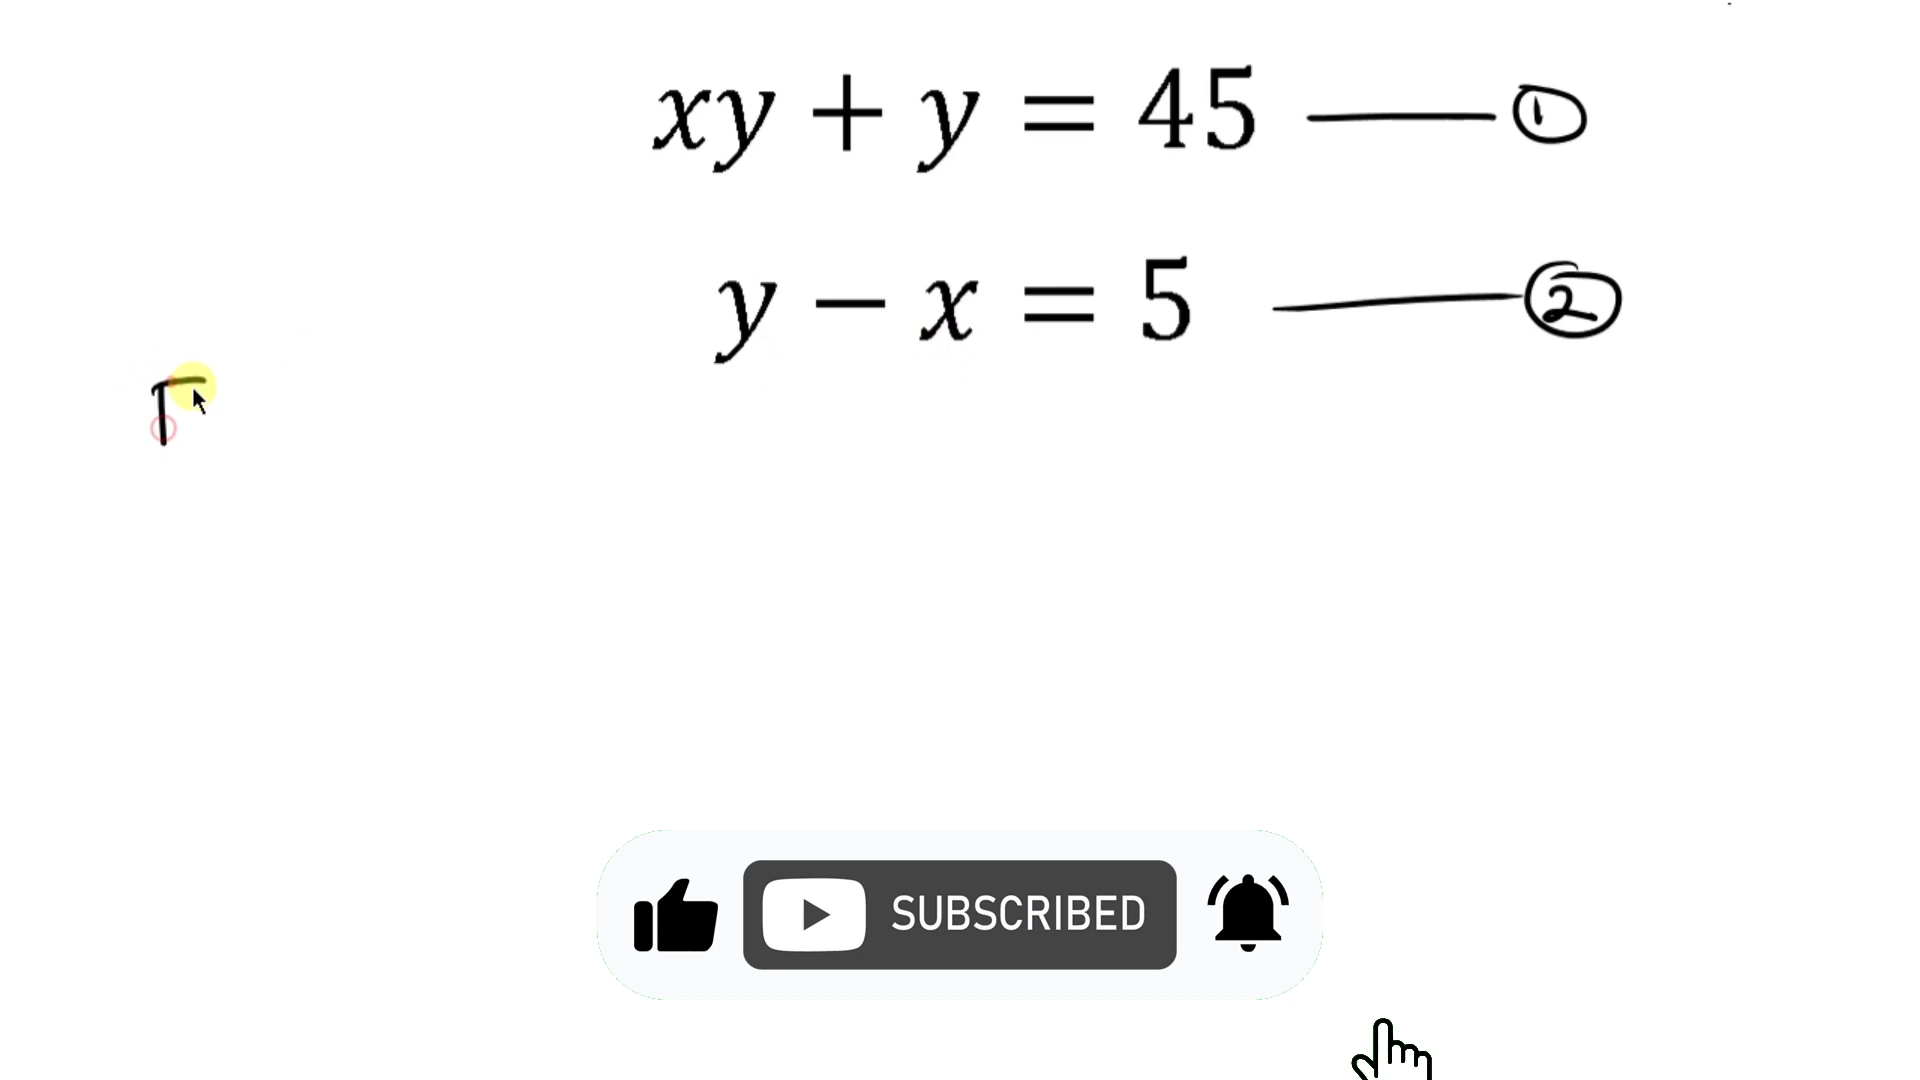 xy + y = 45 —— ①
y − x = 5 —— ②
SUBSCRIBED